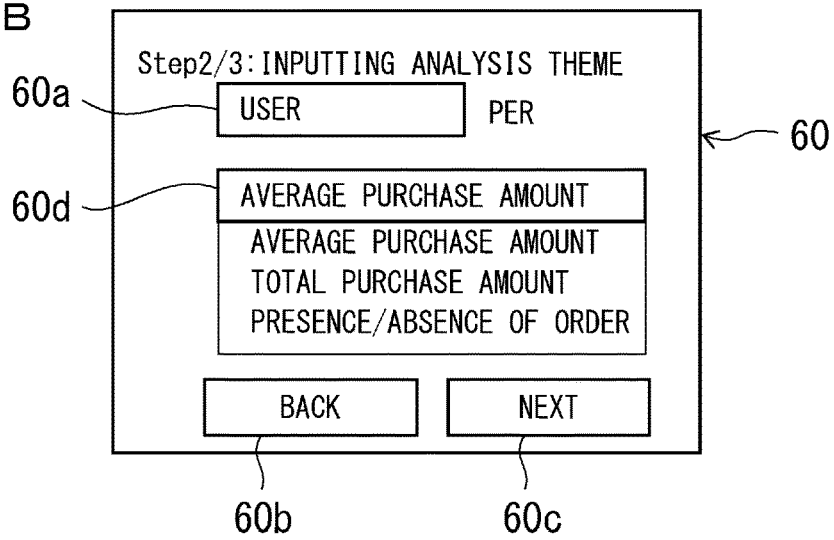 B
Step2/3:INPUTTING ANALYSIS THEME
60a
USER PER
60
60d
AVERAGE PURCHASE AMOUNT
AVERAGE PURCHASE AMOUNT
TOTAL PURCHASE AMOUNT
PRESENCE/ABSENCE OF ORDER
BACK NEXT
60b 60c